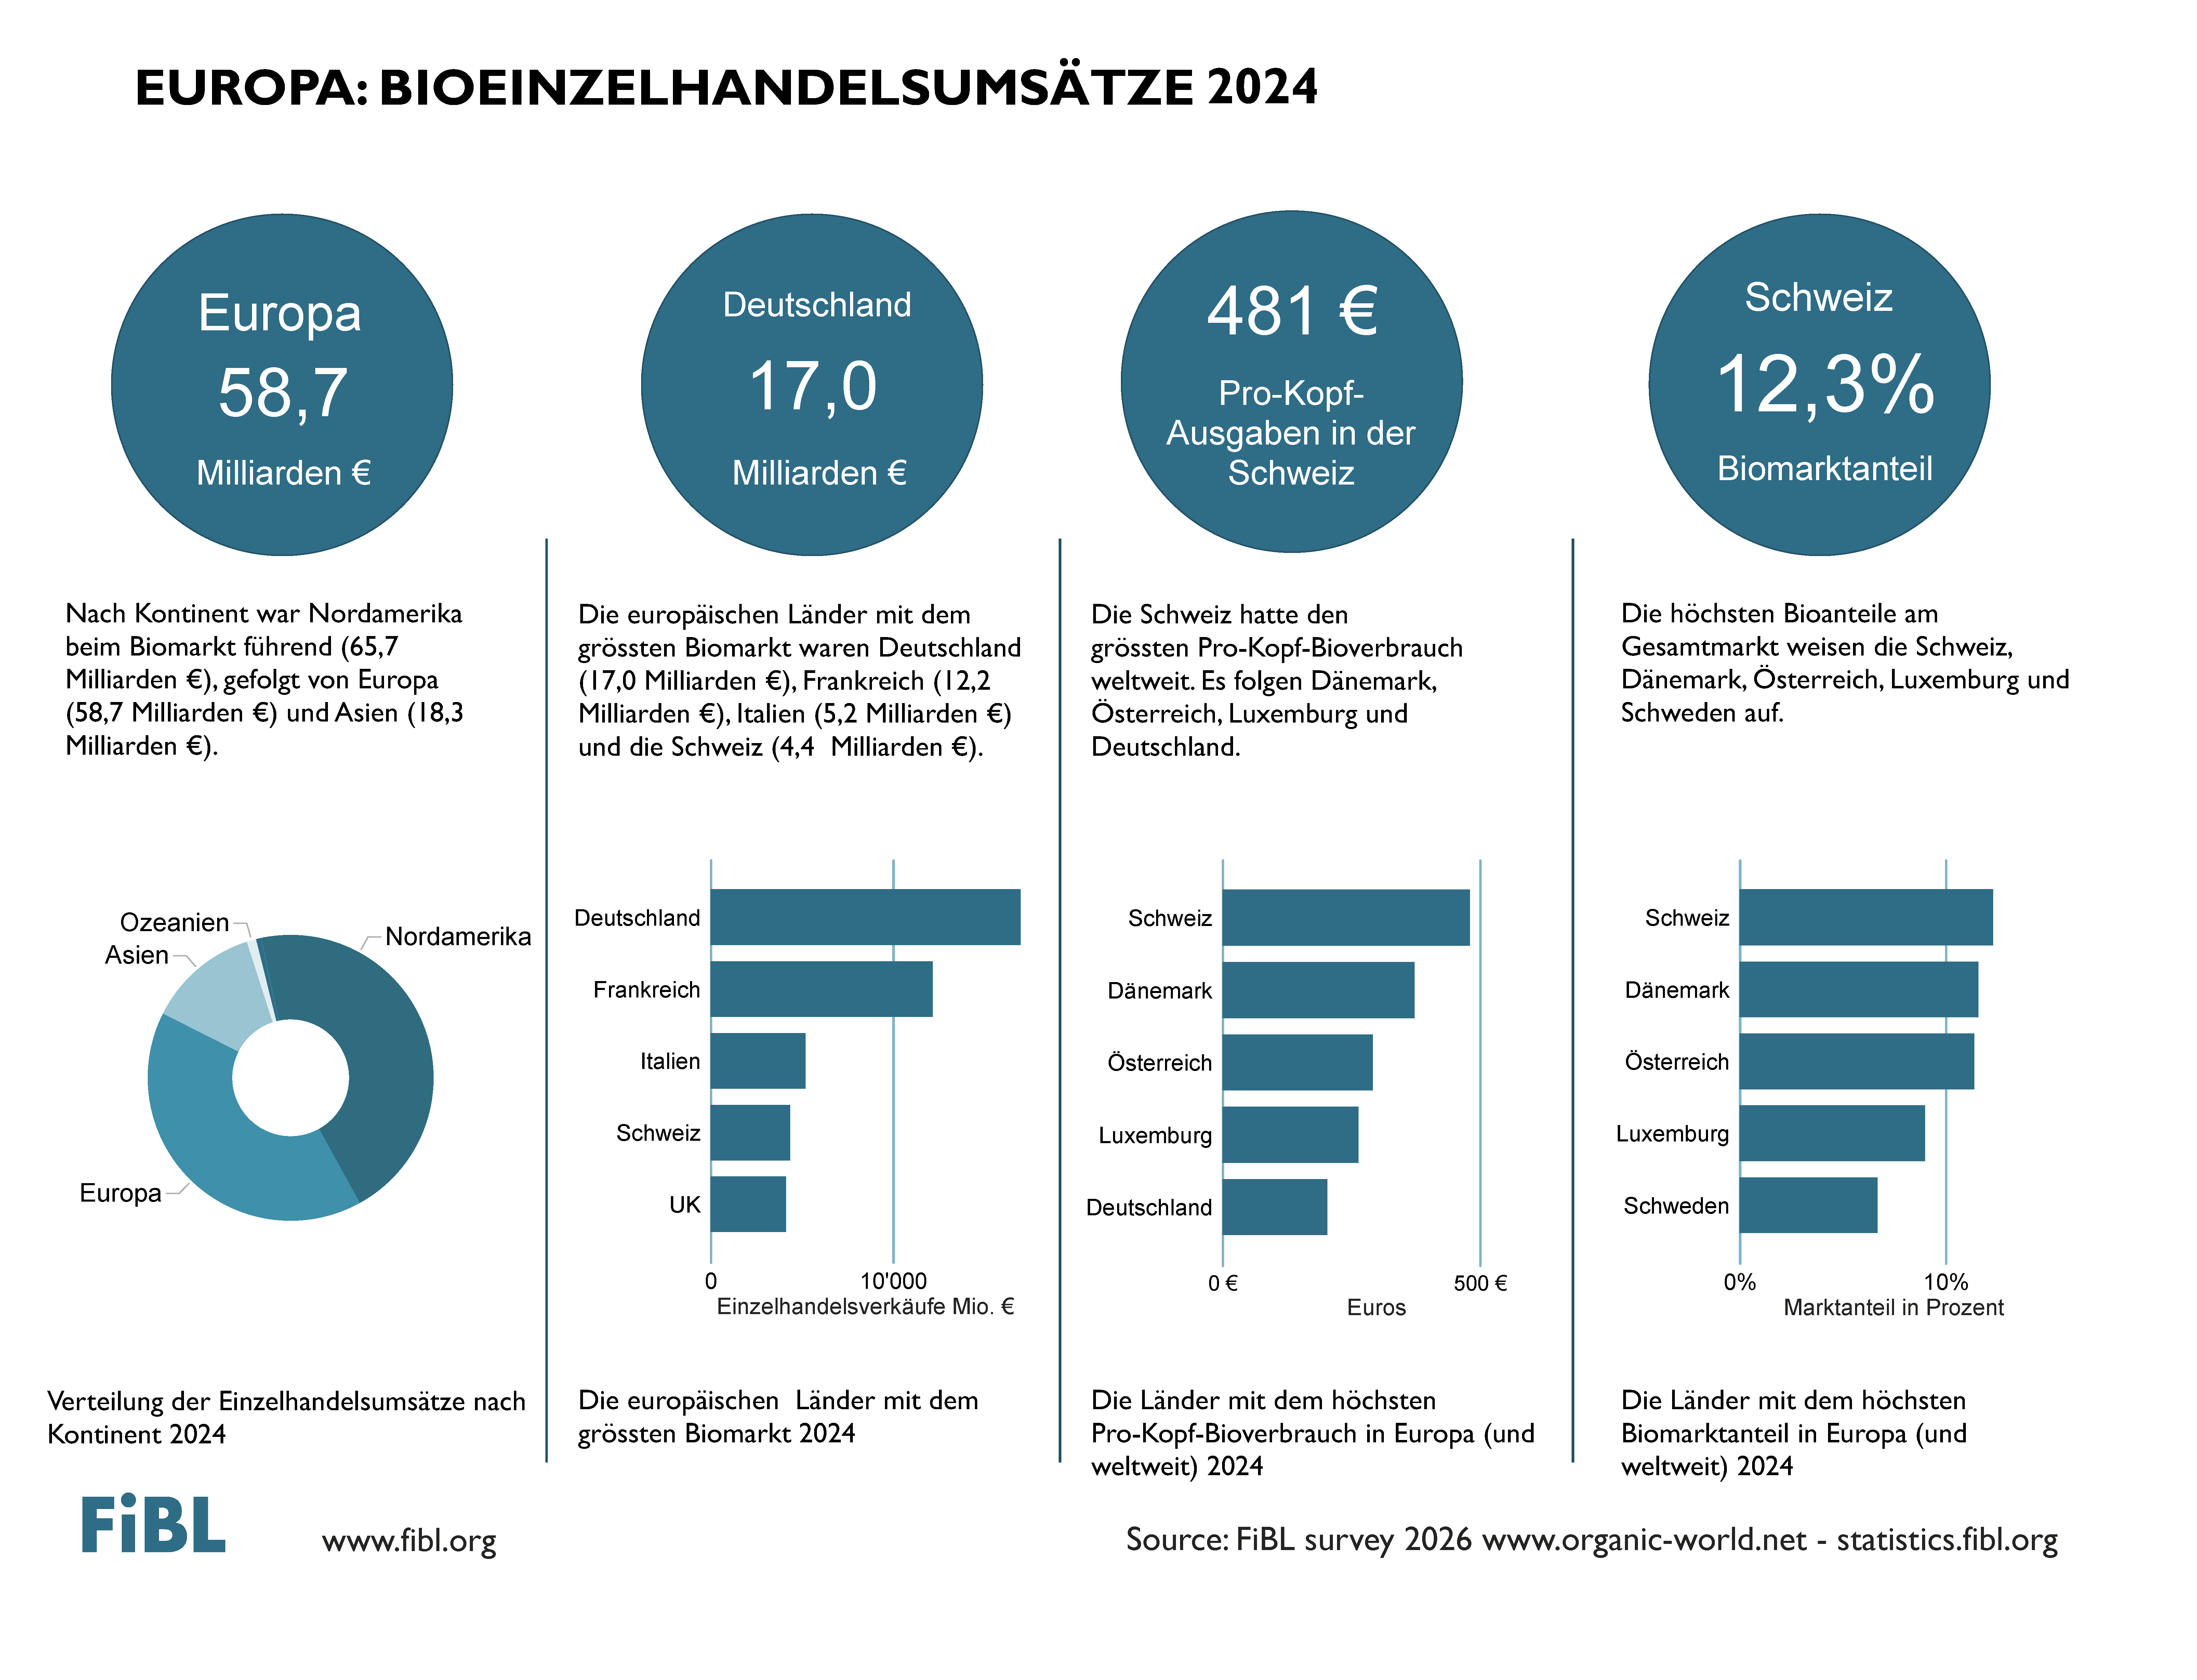 EUROPA: BIOEINZELHANDELSUMSÄTZE 2024
Europa
58,7
Milliarden €
Nach Kontinent war Nordamerika
beim Biomarkt führend (65,7
Milliarden €), gefolgt von Europa
(58,7 Milliarden €) und Asien (18,3
Milliarden €).
Ozeanien
Asien
Nordamerika
Europa
Verteilung der Einzelhandelsumsätze nach
Kontinent 2024
Deutschland
17,0
Milliarden €
Die europäischen Länder mit dem
grössten Biomarkt waren Deutschland
(17,0 Milliarden €), Frankreich (12,2
Milliarden €), Italien (5,2 Milliarden €)
und die Schweiz (4,4 Milliarden €).
Deutschland
Frankreich
Italien
Schweiz
UK
0 10'000
Einzelhandelsverkäufe Mio. €
Die europäischen Länder mit dem
grössten Biomarkt 2024
481 €
Pro-Kopf-
Ausgaben in der
Schweiz
Die Schweiz hatte den
grössten Pro-Kopf-Bioverbrauch
weltweit. Es folgen Dänemark,
Österreich, Luxemburg und
Deutschland.
Schweiz
Dänemark
Österreich
Luxemburg
Deutschland
0 € 500 €
Euros
Die Länder mit dem höchsten
Pro-Kopf-Bioverbrauch in Europa (und
weltweit) 2024
Schweiz
12,3%
Biomarktanteil
Die höchsten Bioanteile am
Gesamtmarkt weisen die Schweiz,
Dänemark, Österreich, Luxemburg und
Schweden auf.
Schweiz
Dänemark
Österreich
Luxemburg
Schweden
0% 10%
Marktanteil in Prozent
Die Länder mit dem höchsten
Biomarktanteil in Europa (und
weltweit) 2024
FiBL
www.fibl.org
Source: FiBL survey 2026 www.organic-world.net - statistics.fibl.org